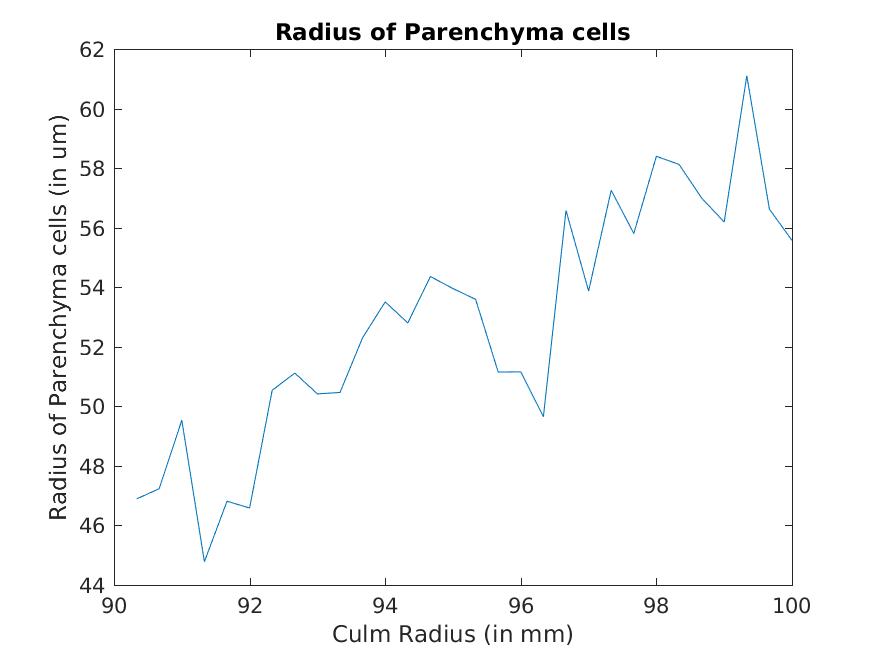 Radius of Parenchyma cells
62
60
58
56
54
52
50
48
46
44
Radius of Parenchyma cells (in um)
90 92 94 96 98 100
Culm Radius (in mm)